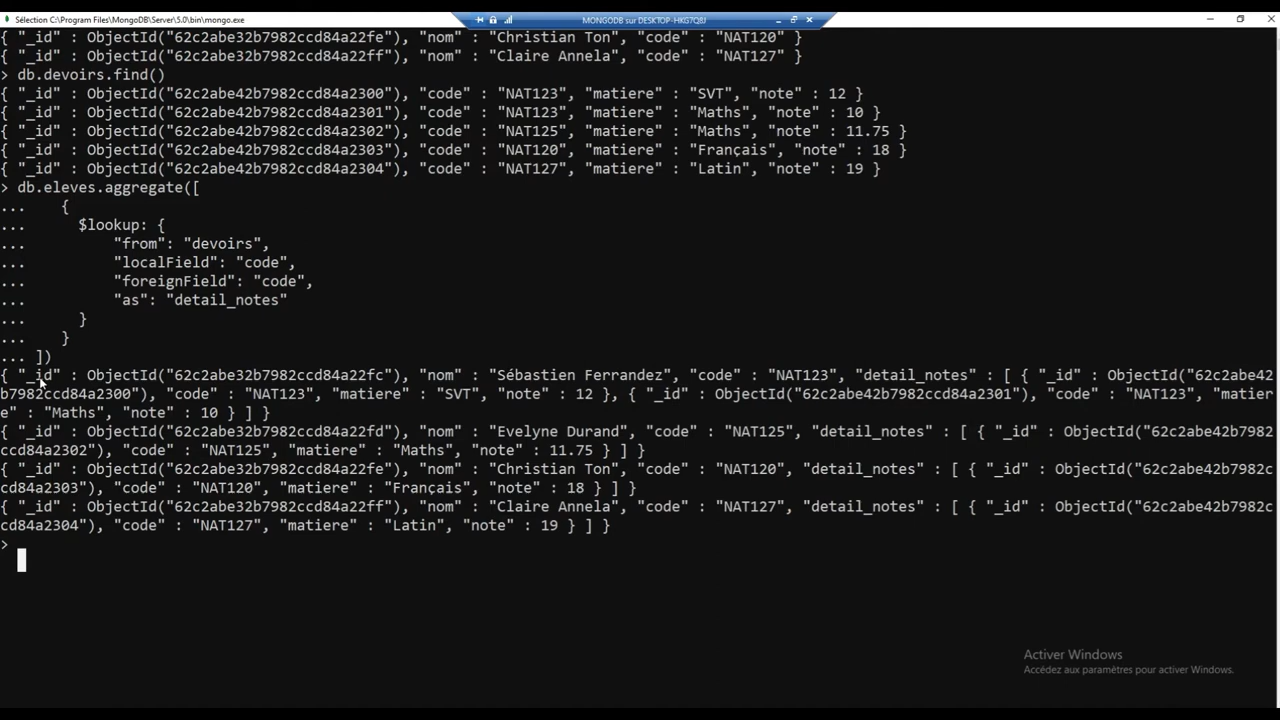 Sélection C:\Program Files\MongoDB\Server\5.0\bin\mongo.exe
MONGODB sur DESKTOP-HKG7Q8J
{ "_id" : ObjectId("62c2abe32b7982ccd84a22fe"), "nom" : "Christian Ton", "code" : "NAT120" }
{ "_id" : ObjectId("62c2abe32b7982ccd84a22ff"), "nom" : "Claire Annela", "code" : "NAT127" }
> db.devoirs.find()
{ "_id" : ObjectId("62c2abe42b7982ccd84a2300"), "code" : "NAT123", "matiere" : "SVT", "note" : 12 }
{ "_id" : ObjectId("62c2abe42b7982ccd84a2301"), "code" : "NAT123", "matiere" : "Maths", "note" : 10 }
{ "_id" : ObjectId("62c2abe42b7982ccd84a2302"), "code" : "NAT125", "matiere" : "Maths", "note" : 11.75 }
{ "_id" : ObjectId("62c2abe42b7982ccd84a2303"), "code" : "NAT120", "matiere" : "Français", "note" : 18 }
{ "_id" : ObjectId("62c2abe42b7982ccd84a2304"), "code" : "NAT127", "matiere" : "Latin", "note" : 19 }
> db.eleves.aggregate([
... {
... $lookup: {
... "from": "devoirs",
... "localField": "code",
... "foreignField": "code",
... "as": "detail_notes"
... }
... }
... ])
{ "_id" : ObjectId("62c2abe32b7982ccd84a22fc"), "nom" : "Sébastien Ferrandez", "code" : "NAT123", "detail_notes" : [ { "_id" : ObjectId("62c2abe42
b7982ccd84a2300"), "code" : "NAT123", "matiere" : "SVT", "note" : 12 }, { "_id" : ObjectId("62c2abe42b7982ccd84a2301"), "code" : "NAT123", "matier
e" : "Maths", "note" : 10 } ] }
{ "_id" : ObjectId("62c2abe32b7982ccd84a22fd"), "nom" : "Evelyne Durand", "code" : "NAT125", "detail_notes" : [ { "_id" : ObjectId("62c2abe42b7982
ccd84a2302"), "code" : "NAT125", "matiere" : "Maths", "note" : 11.75 } ] }
{ "_id" : ObjectId("62c2abe32b7982ccd84a22fe"), "nom" : "Christian Ton", "code" : "NAT120", "detail_notes" : [ { "_id" : ObjectId("62c2abe42b7982c
cd84a2303"), "code" : "NAT120", "matiere" : "Français", "note" : 18 } ] }
{ "_id" : ObjectId("62c2abe32b7982ccd84a22ff"), "nom" : "Claire Annela", "code" : "NAT127", "detail_notes" : [ { "_id" : ObjectId("62c2abe42b7982c
cd84a2304"), "code" : "NAT127", "matiere" : "Latin", "note" : 19 } ] }
>
Activer Windows
Accédez aux paramètres pour activer Windows.